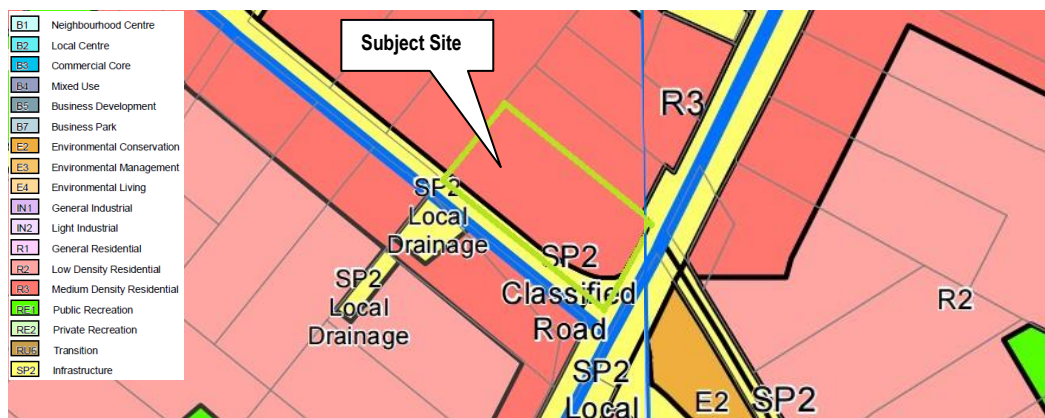 B1 Neighbourhood Centre
B2 Local Centre
B3 Commercial Core
B4 Mixed Use
B5 Business Development
B7 Business Park
E2 Environmental Conservation
E3 Environmental Management
E4 Environmental Living
IN1 General Industrial
IN2 Light Industrial
R1 General Residential
R2 Low Density Residential
R3 Medium Density Residential
RE1 Public Recreation
RE2 Private Recreation
RU6 Transition
SP2 Infrastructure
Subject Site
R3
SP2
Local
Drainage
SP2
Local
Drainage
SP2
Classified
Road
R2
SP2
Local
E2
SP2